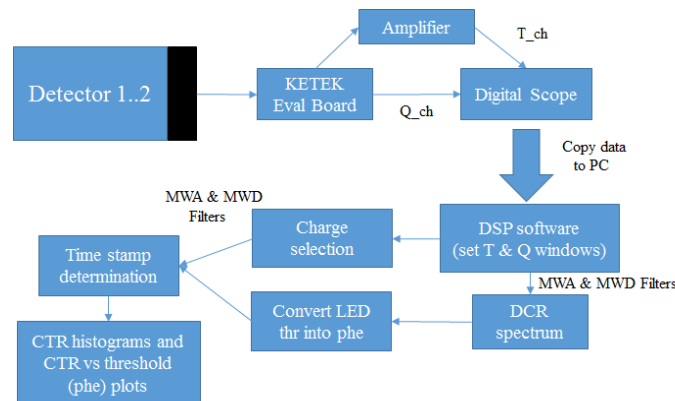 Amplifier
T_ch
Detector 1..2
KETEK
Eval Board
Q_ch
Digital Scope
Copy data
to PC
MWA & MWD
Filters
Charge
selection
DSP software
(set T & Q windows)
Time stamp
determination
MWA & MWD Filters
Convert LED
thr into phe
DCR
spectrum
CTR histograms and
CTR vs threshold
(phe) plots